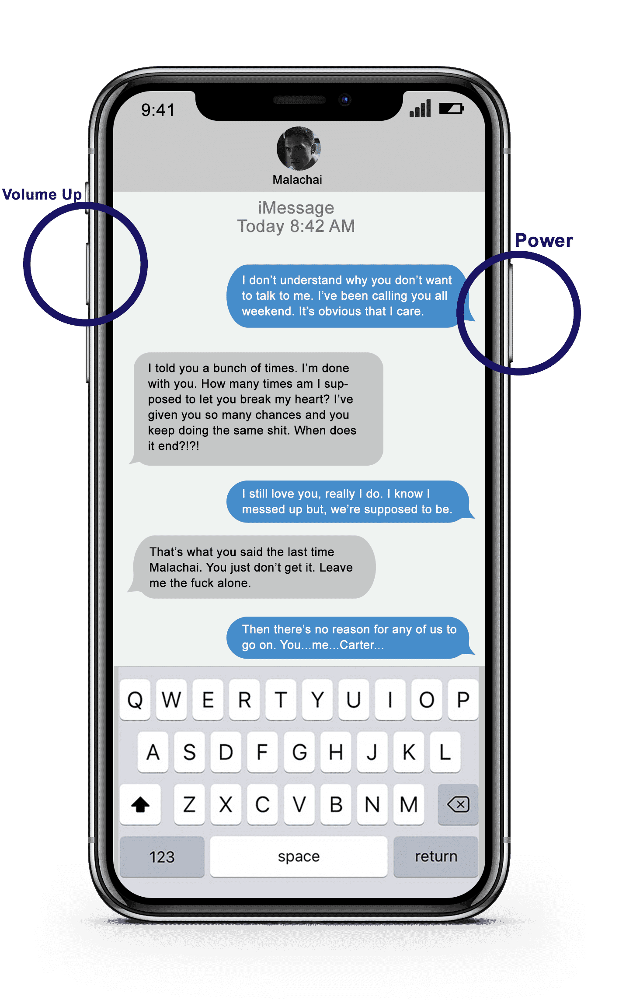 9:41
Malachai
Volume Up
iMessage
Today 8:42 AM
Power
I don’t understand why you don’t want
to talk to me. I’ve been calling you all
weekend. It’s obvious that I care.
I told you a bunch of times. I’m done
with you. How many times am I sup-
posed to let you break my heart? I’ve
given you so many chances and you
keep doing the same shit. When does
it end?!?!
I still love you, really I do. I know I
messed up but, we’re supposed to be.
That’s what you said the last time
Malachai. You just don’t get it. Leave
me the fuck alone.
Then there’s no reason for any of us to
go on. You...me...Carter...
Q W E R T Y U I O P
A S D F G H J K L
Z X C V B N M
123 space return